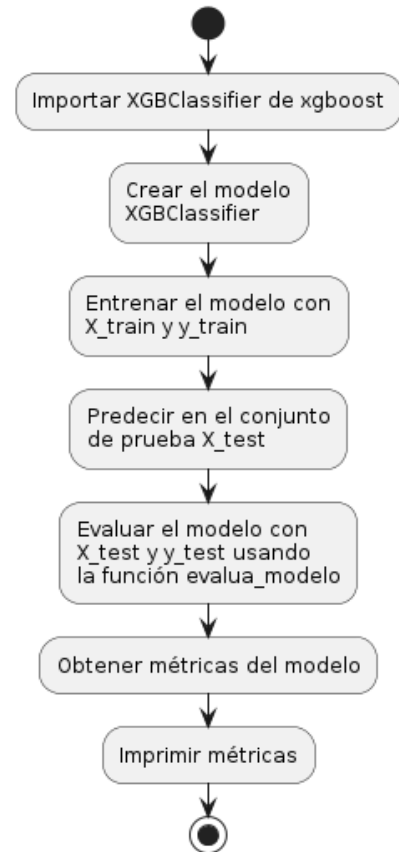 Importar XGBClassifier de xgboost
Crear el modelo
XGBClassifier
Entrenar el modelo con
X_train y y_train
Predecir en el conjunto
de prueba X_test
Evaluar el modelo con
X_test y y_test usando
la función evalua_modelo
Obtener métricas del modelo
Imprimir métricas